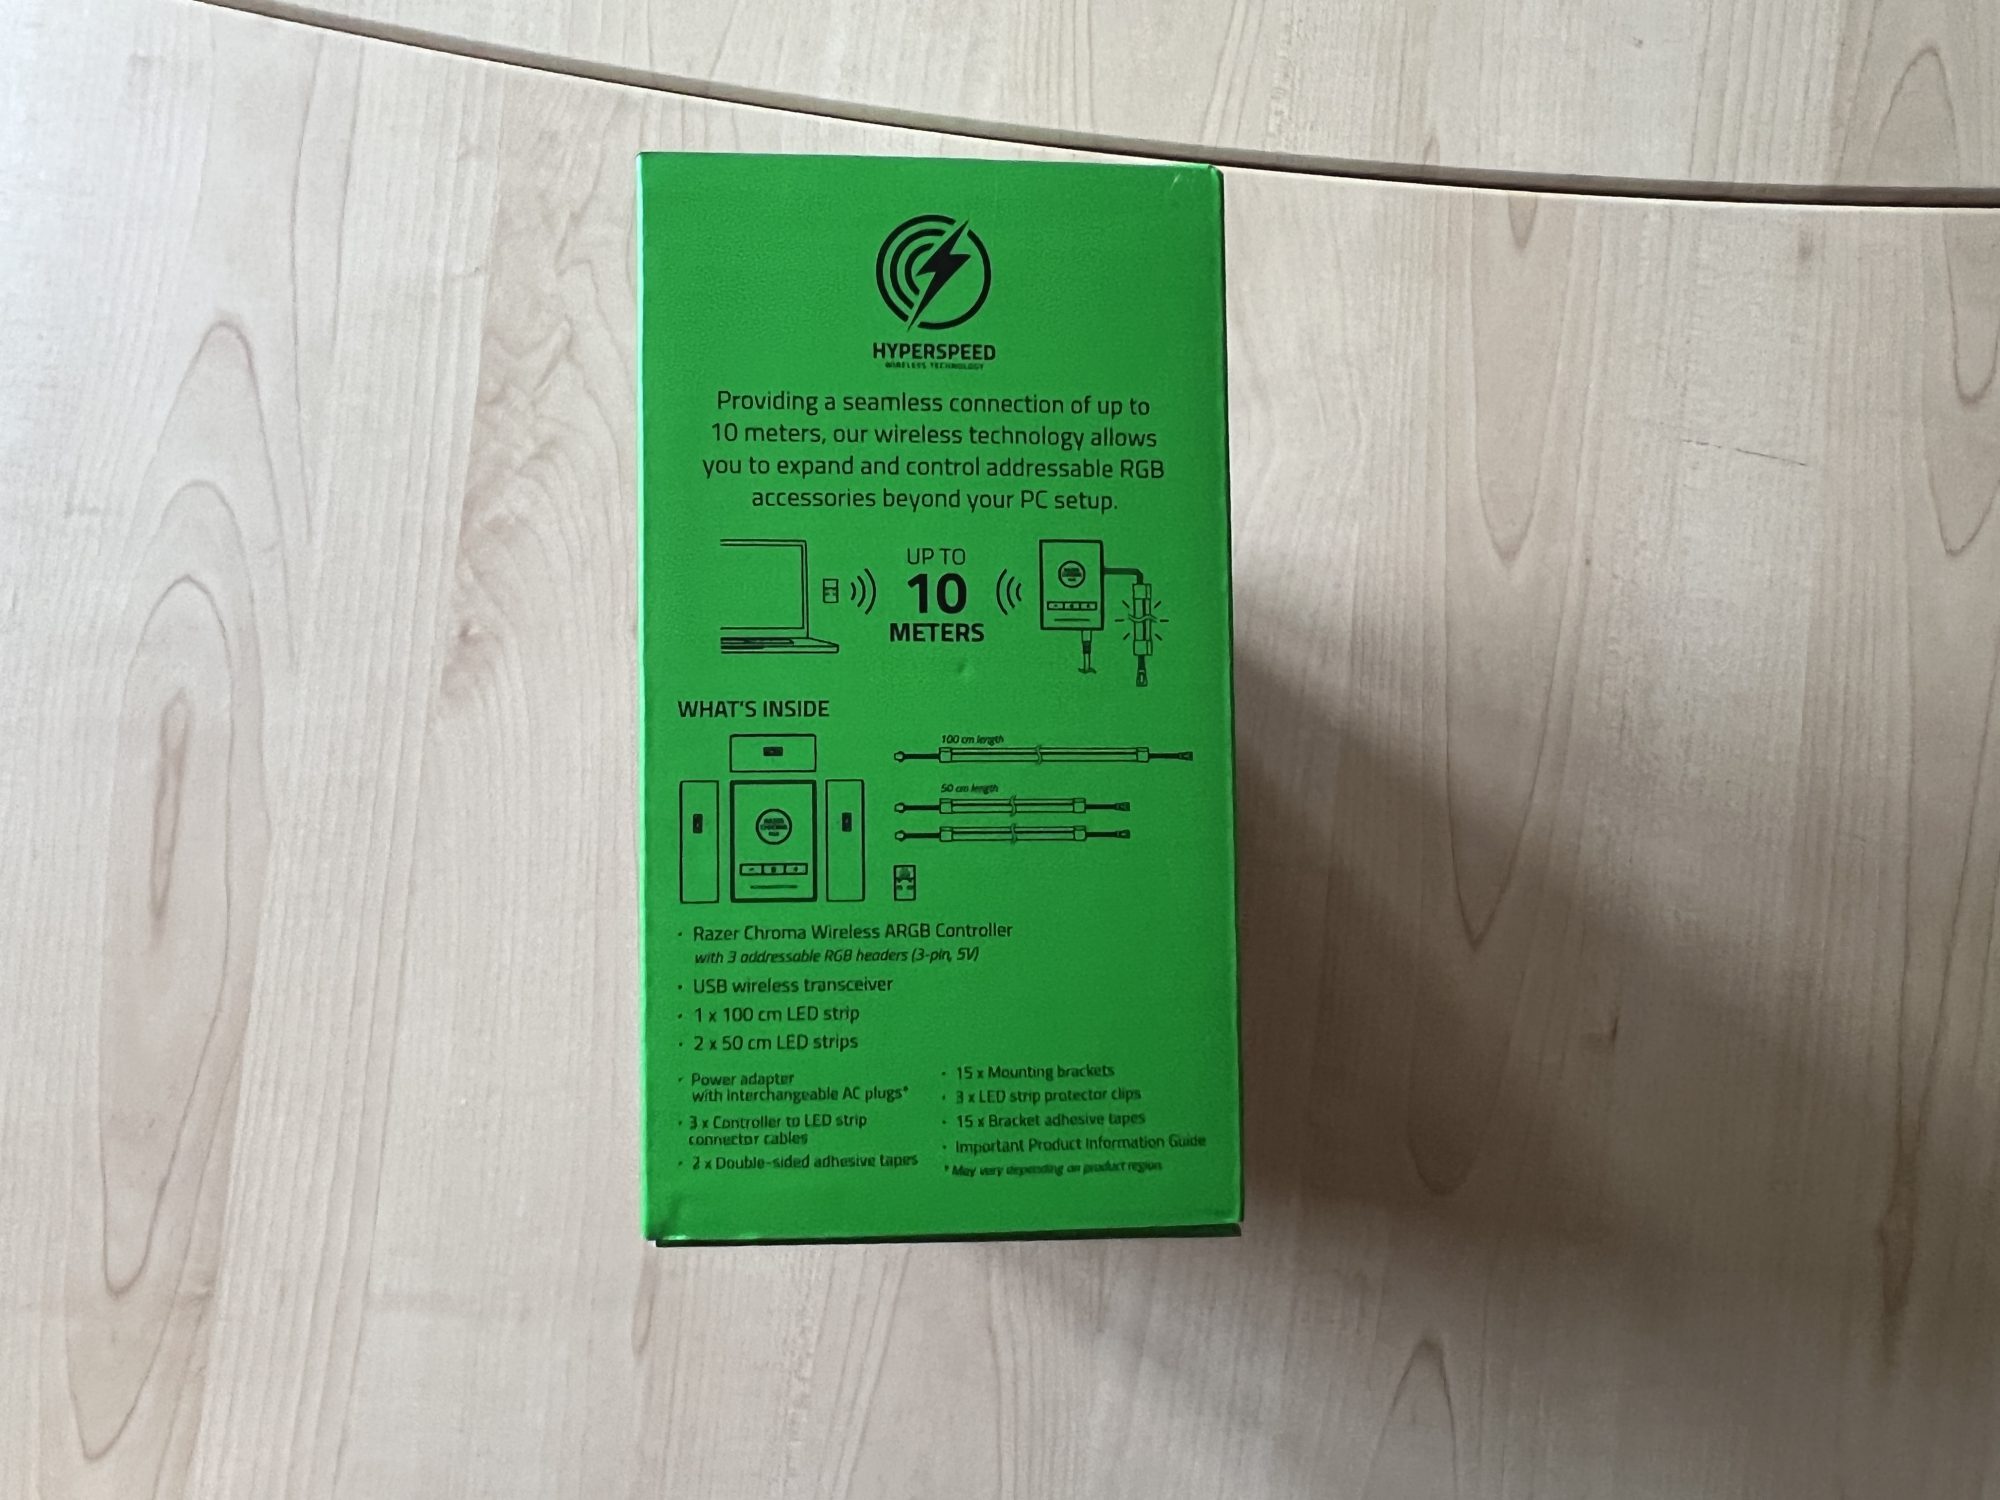 HYPERSPEED
WIRELESS TECHNOLOGY
Providing a seamless connection of up to
10 meters, our wireless technology allows
you to expand and control addressable RGB
accessories beyond your PC setup.
UP TO
10
METERS
WHAT'S INSIDE
100 cm length
50 cm length
RAZER
CHROMA
RGB
• Razer Chroma Wireless ARGB Controller
with 3 addressable RGB headers (3-pin, 5V)
• USB wireless transceiver
• 1 x 100 cm LED strip
• 2 x 50 cm LED strips
• Power adapter
with interchangeable AC plugs*
• 3 x Controller to LED strip
connector cables
• 2 x Double-sided adhesive tapes
• 15 x Mounting brackets
• 3 x LED strip protector clips
• 15 x Bracket adhesive tapes
• Important Product Information Guide
* May vary depending on product region.